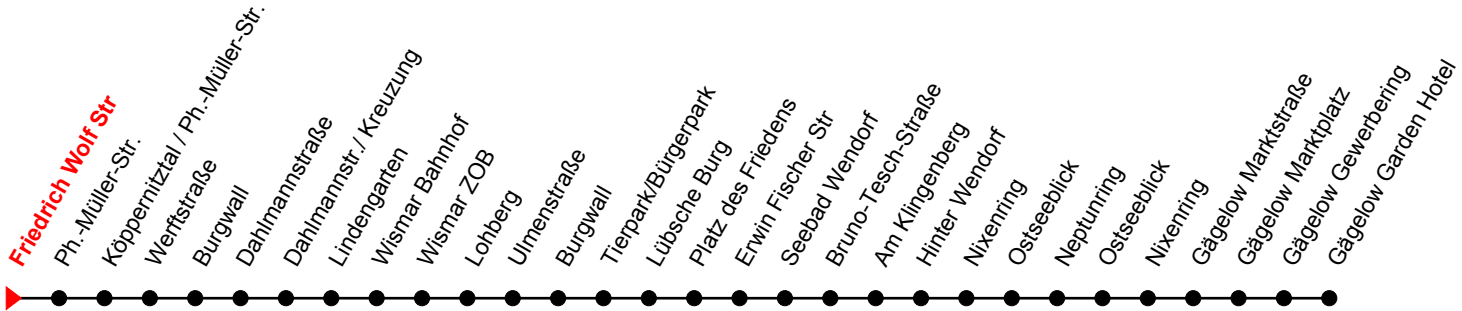 Friedrich Wolf Str
Ph.-Müller-Str.
Köppernitztal / Ph.-Müller-Str.
Werftstraße
Burgwall
Dahlmannstraße
Dahlmannstr./ Kreuzung
Lindengarten
Wismar Bahnhof
Wismar ZOB
Lohberg
Ulmenstraße
Burgwall
Tierpark/Bürgerpark
Lübsche Burg
Platz des Friedens
Erwin Fischer Str
Seebad Wendorf
Bruno-Tesch-Straße
Am Klingenberg
Hinter Wendorf
Nixenring
Ostseeblick
Neptunring
Ostseeblick
Nixenring
Gägelow Marktstraße
Gägelow Marktplatz
Gägelow Gewerbering
Gägelow Garden Hotel